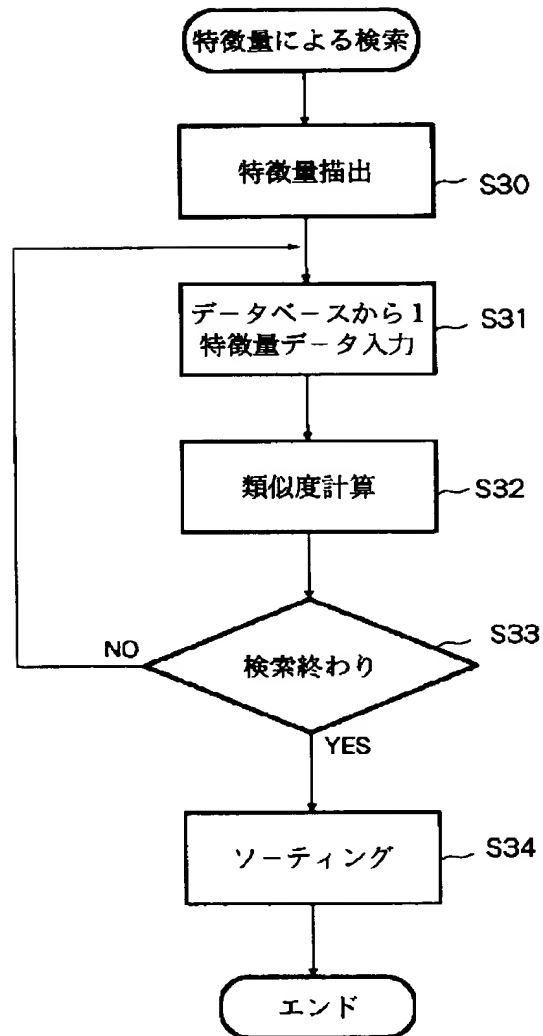 特徴量による検索
特徴量描出
S30
データベースから1
特徴量データ入力
S31
類似度計算
S32
検索終わり
S33
NO
YES
ソーティング
S34
エンド